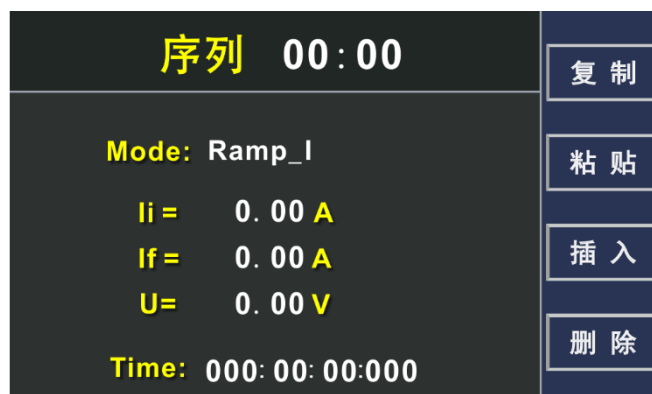 序列 00:00
Mode: Ramp_I
Ii = 0.00 A
If = 0.00 A
U= 0.00 V
Time: 000:00:00:000
复 制
粘 贴
插 入
删 除